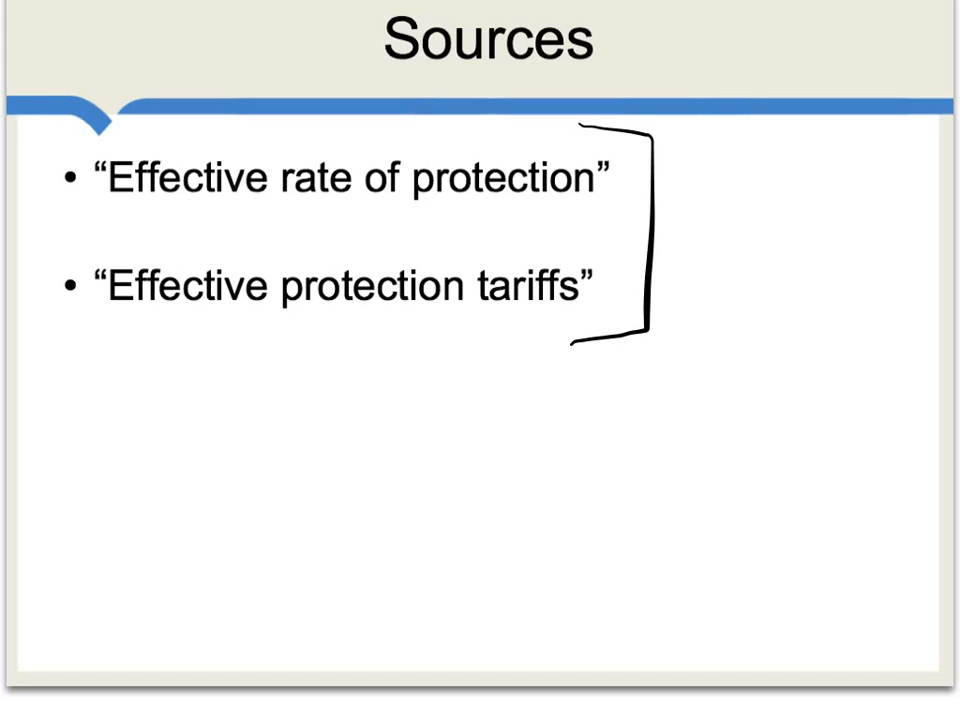 Sources
• “Effective rate of protection”
• “Effective protection tariffs”